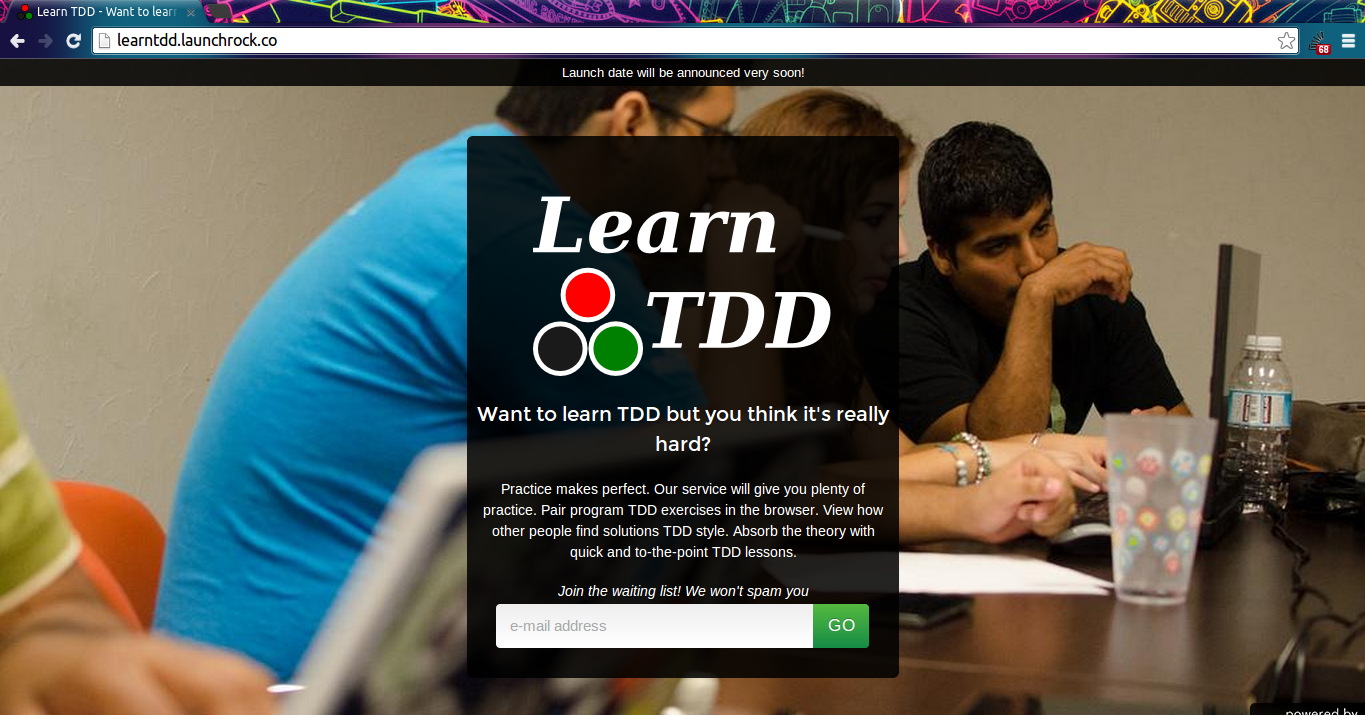 Learn TDD - Want to learn
learntdd.launchrock.co
68
Launch date will be announced very soon!
Learn
TDD
Want to learn TDD but you think it's really
hard?
Practice makes perfect. Our service will give you plenty of
practice. Pair program TDD exercises in the browser. View how
other people find solutions TDD style. Absorb the theory with
quick and to-the-point TDD lessons.
Join the waiting list! We won't spam you
e-mail address
GO
powered by